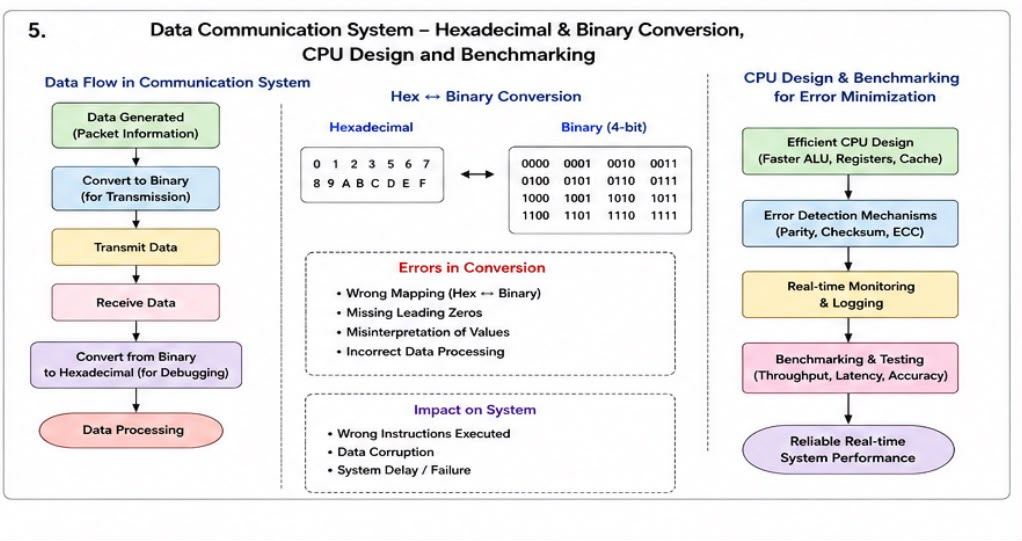 5.
Data Communication System – Hexadecimal & Binary Conversion,
CPU Design and Benchmarking
Data Flow in Communication System
Data Generated
(Packet Information)
Convert to Binary
(for Transmission)
Transmit Data
Receive Data
Convert from Binary
to Hexadecimal (for Debugging)
Data Processing
Hex ↔ Binary Conversion
Hexadecimal
0 1 2 3 5 6 7
8 9 A B C D E F
↔
Binary (4-bit)
0000 0001 0010 0011
0100 0101 0110 0111
1000 1001 1010 1011
1100 1101 1110 1111
Errors in Conversion
• Wrong Mapping (Hex ↔ Binary)
• Missing Leading Zeros
• Misinterpretation of Values
• Incorrect Data Processing
Impact on System
• Wrong Instructions Executed
• Data Corruption
• System Delay / Failure
CPU Design & Benchmarking
for Error Minimization
Efficient CPU Design
(Faster ALU, Registers, Cache)
Error Detection Mechanisms
(Parity, Checksum, ECC)
Real-time Monitoring
& Logging
Benchmarking & Testing
(Throughput, Latency, Accuracy)
Reliable Real-time
System Performance